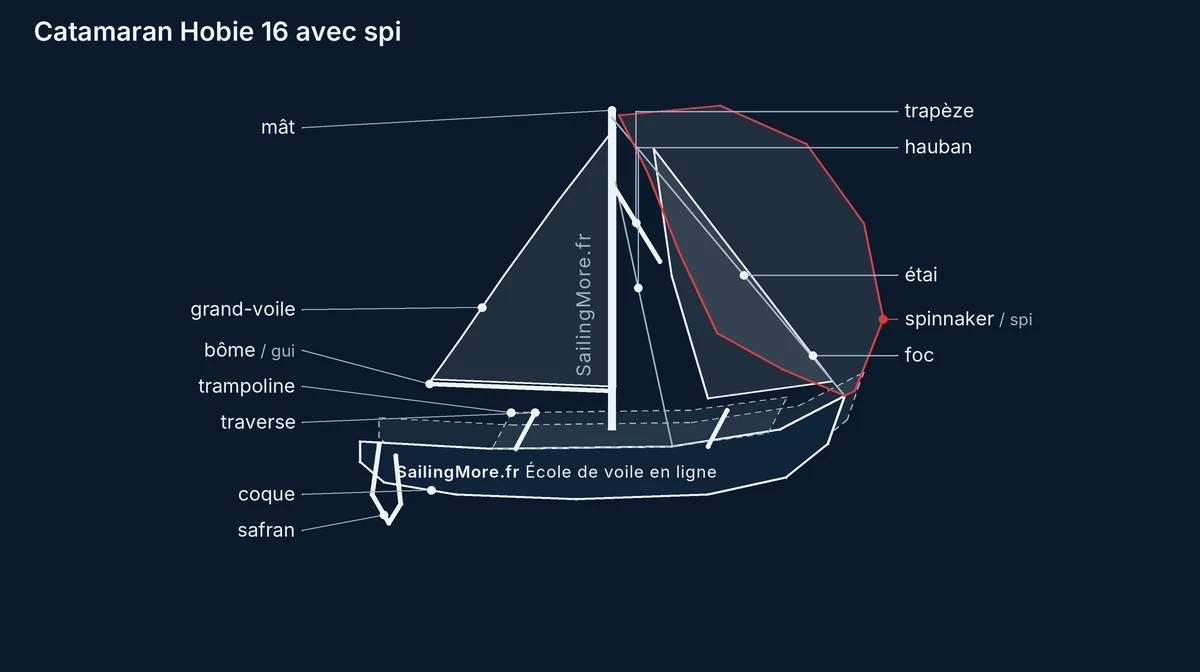 Catamaran Hobie 16 avec spi
mât
trapèze
hauban
étai
grand-voile
spinnaker / spi
bôme / gui
foc
trampoline
traverse
coque
safran
SailingMore.fr
SailingMore.fr École de voile en ligne